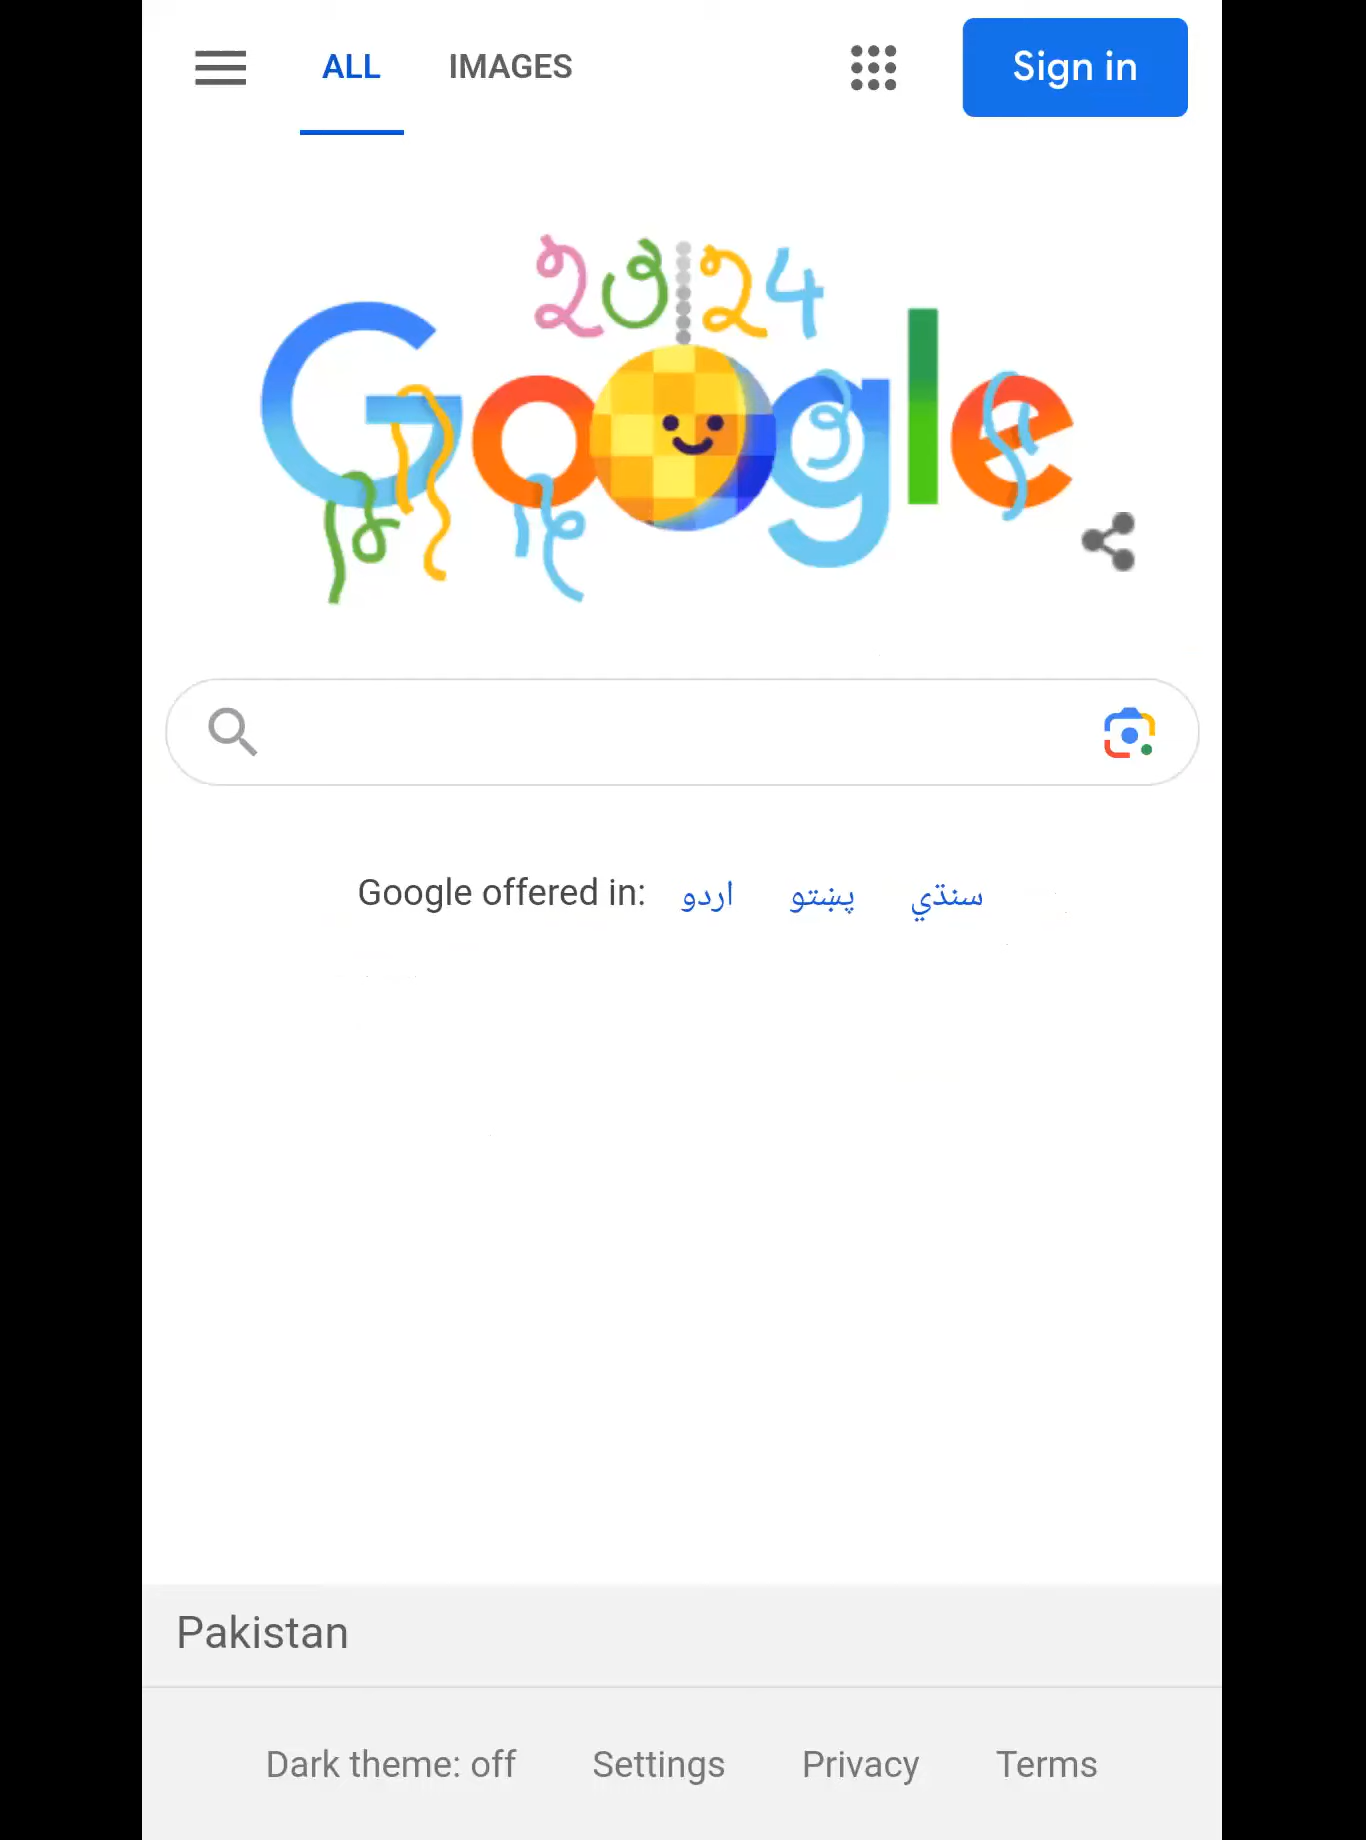 ALL IMAGES Sign in
2024
Google
Google offered in: اردو پښتو سنڌي
Pakistan
Dark theme: off Settings Privacy Terms